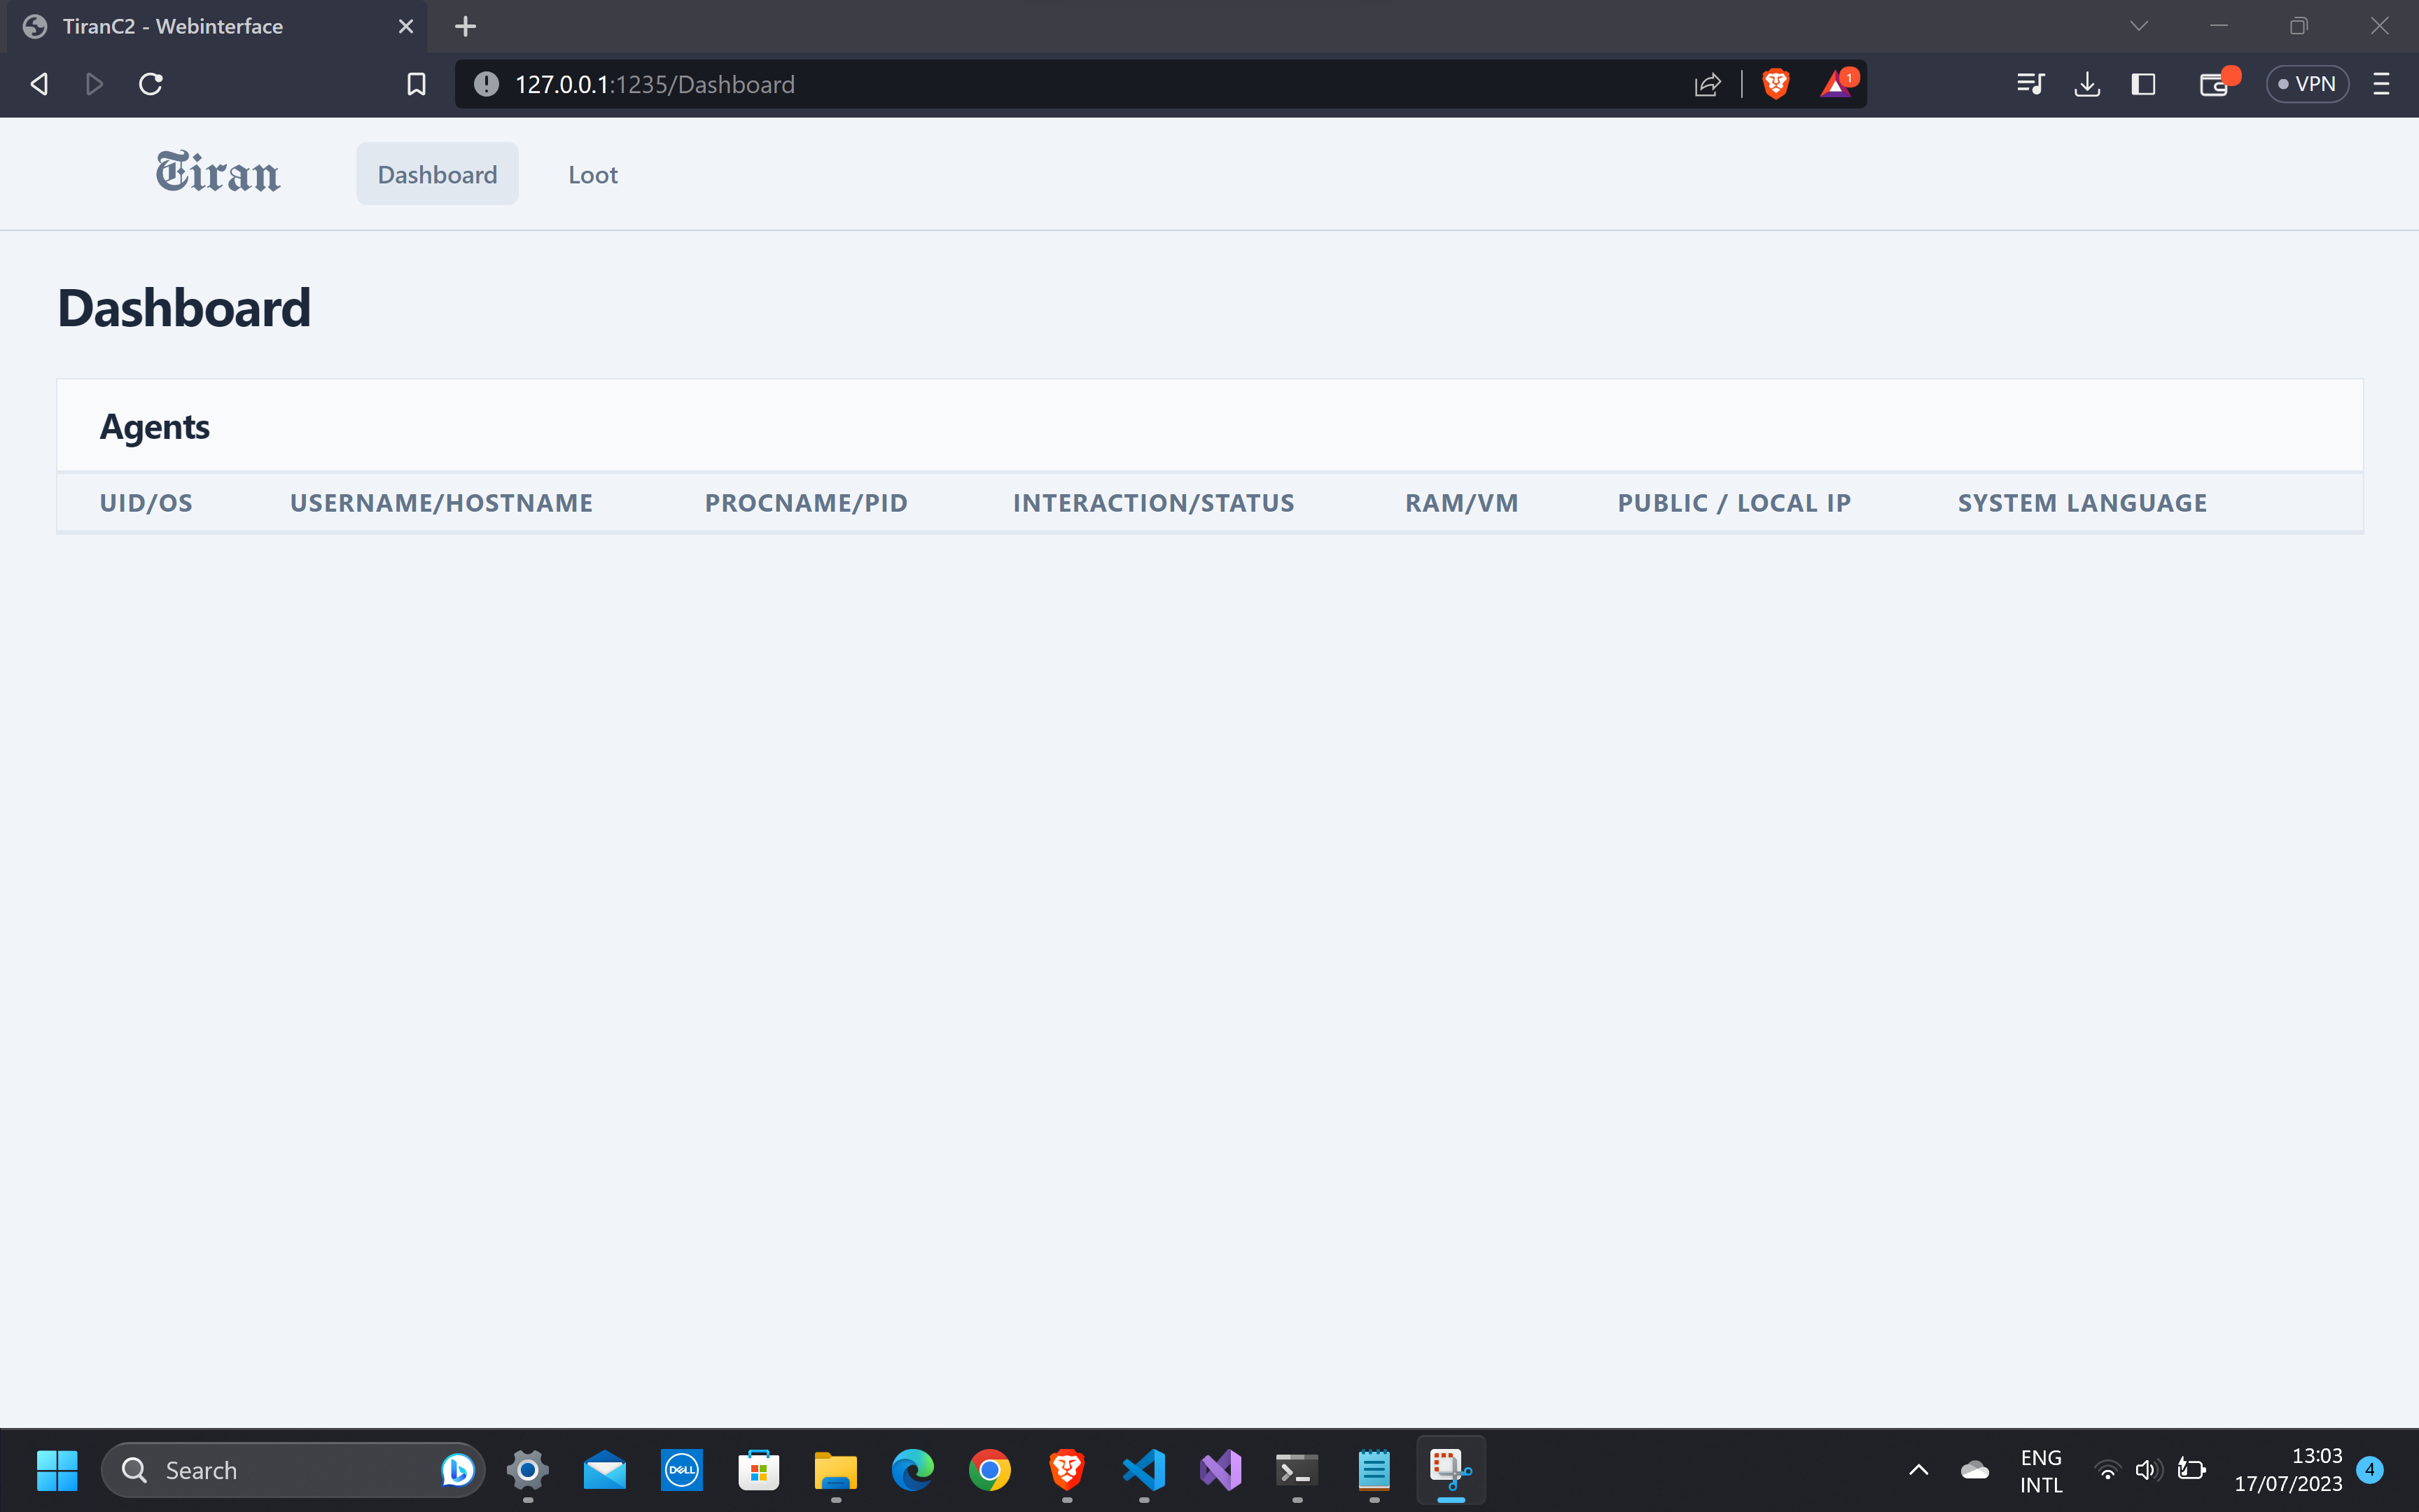 TiranC2 - Webinterface
127.0.0.1:1235/Dashboard
1
VPN
Tiran
Dashboard
Loot
Dashboard
Agents
UID/OS USERNAME/HOSTNAME PROCNAME/PID INTERACTION/STATUS RAM/VM PUBLIC / LOCAL IP SYSTEM LANGUAGE
Search
DELL
ENG
INTL
13:03
17/07/2023
4